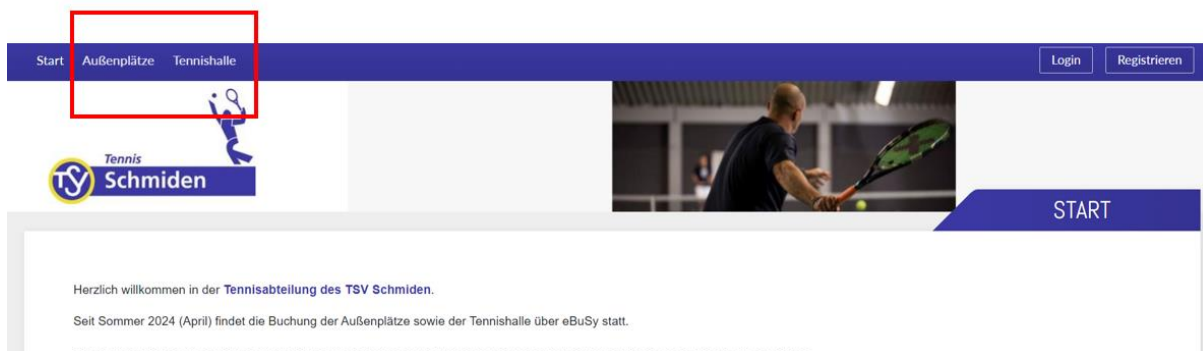 Start Außenplätze Tennishalle Login Registrieren
Tennis
TSV Schmiden
START
Herzlich willkommen in der Tennisabteilung des TSV Schmiden.
Seit Sommer 2024 (April) findet die Buchung der Außenplätze sowie der Tennishalle über eBuSy statt.